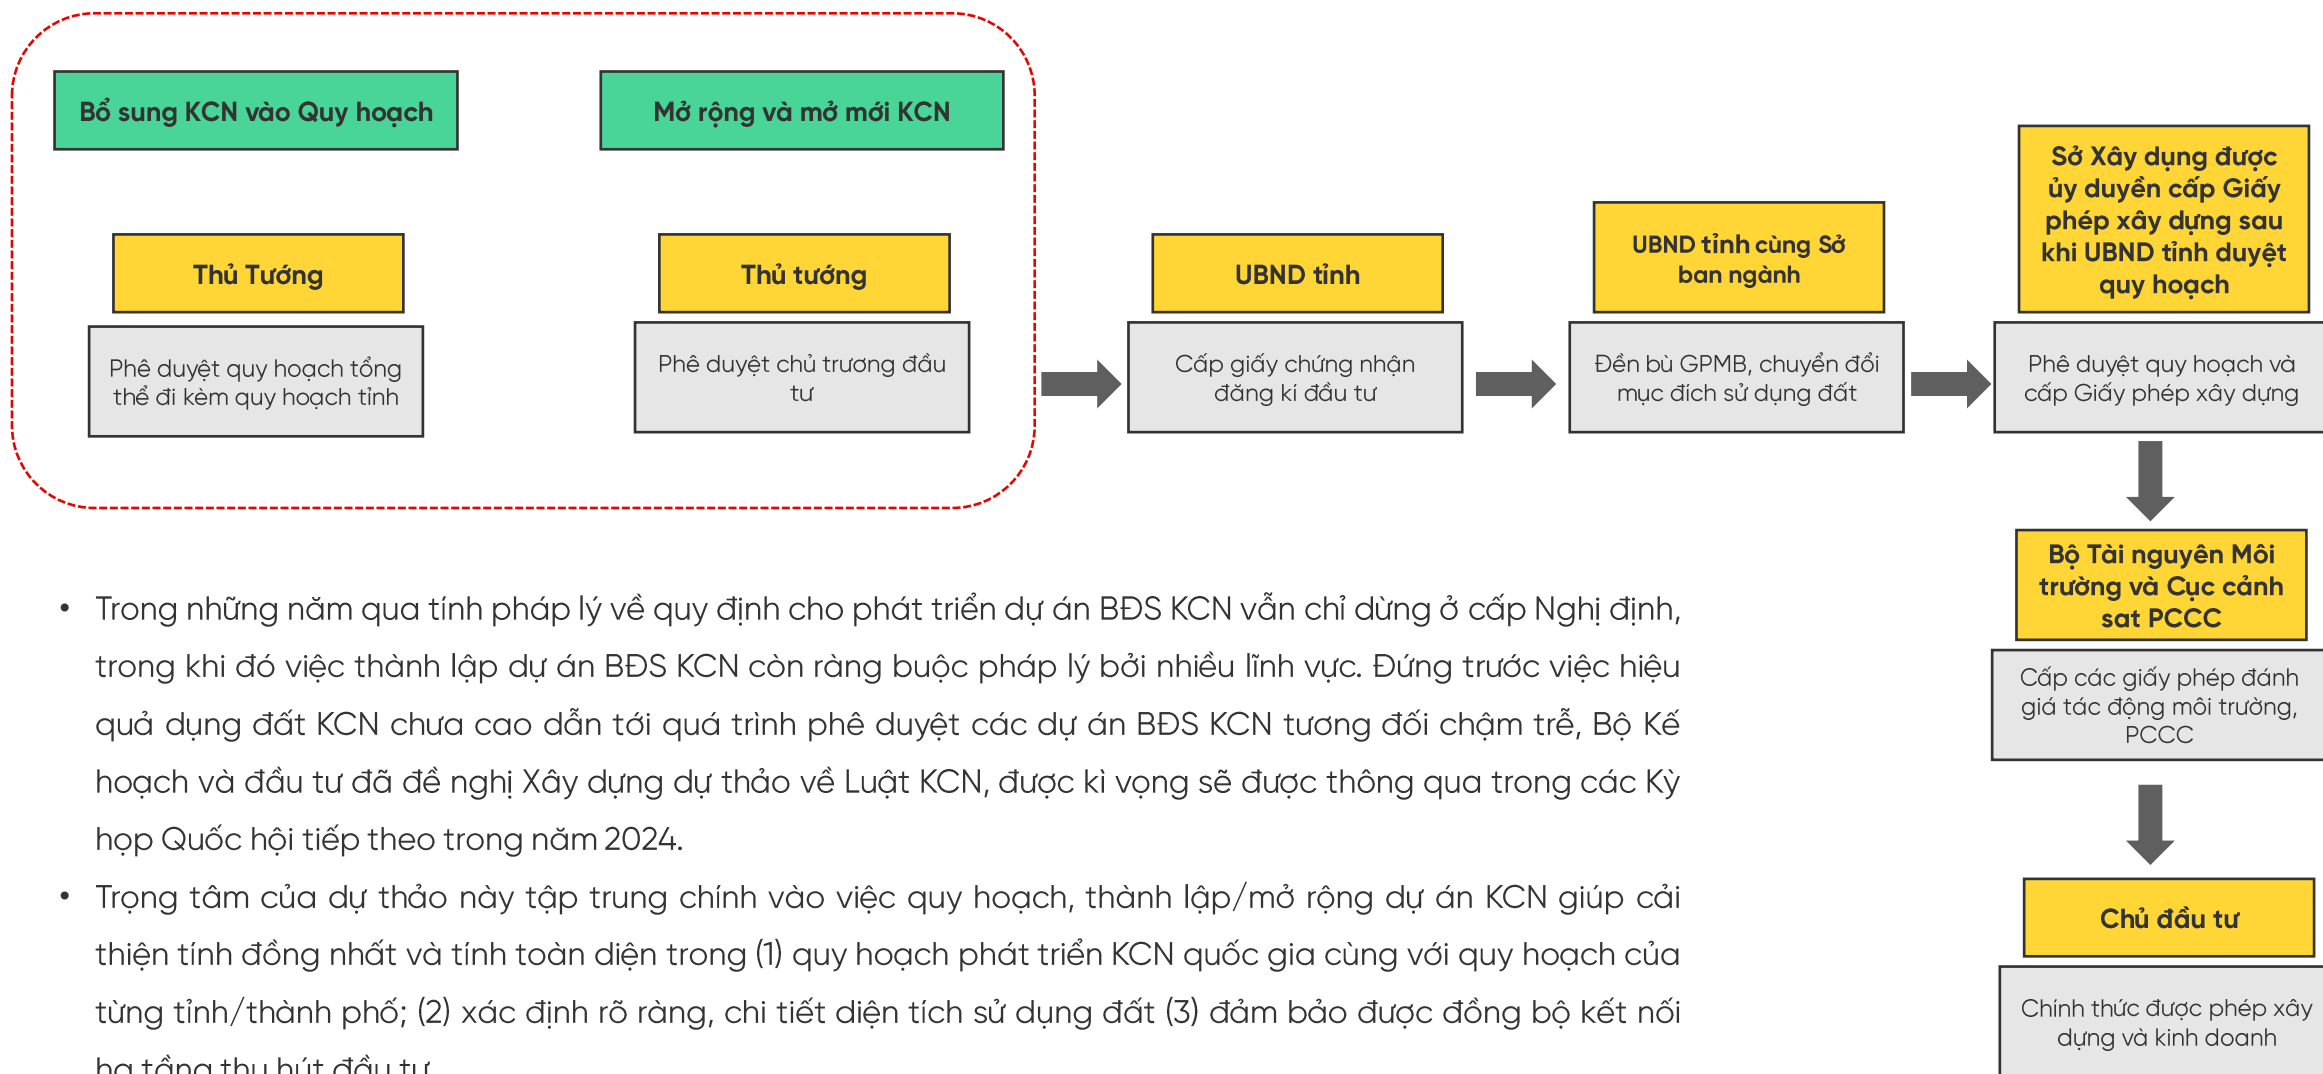 Bổ sung KCN vào Quy hoạch
Mở rộng và mở mới KCN
Thủ Tướng
Phê duyệt quy hoạch tổng
thể đi kèm quy hoạch tỉnh
Thủ tướng
Phê duyệt chủ trương đầu
tư
UBND tỉnh
Cấp giấy chứng nhận
đăng kí đầu tư
UBND tỉnh cùng Sở
ban ngành
Đền bù GPMB, chuyển đổi
mục đích sử dụng đất
Sở Xây dụng được
ủy duyền cấp Giấy
phép xây dựng sau
khi UBND tỉnh duyệt
quy hoạch
Phê duyệt quy hoạch và
cấp Giấy phép xây dựng
Bộ Tài nguyên Môi
trường và Cục cảnh
sat PCCC
Cấp các giấy phép đánh
giá tác động môi trường,
PCCC
Chủ đầu tư
Chính thức được phép xây
dựng và kinh doanh
• Trong những năm qua tính pháp lý về quy định cho phát triển dự án BĐS KCN vẫn chỉ dừng ở cấp Nghị định,
trong khi đó việc thành lập dự án BĐS KCN còn ràng buộc pháp lý bởi nhiều lĩnh vực. Đứng trước việc hiệu
quả dụng đất KCN chưa cao dẫn tới quá trình phê duyệt các dự án BĐS KCN tương đối chậm trễ, Bộ Kế
hoạch và đầu tư đã đề nghị Xây dựng dự thảo về Luật KCN, được kì vọng sẽ được thông qua trong các Kỳ
họp Quốc hội tiếp theo trong năm 2024.
• Trọng tâm của dự thảo này tập trung chính vào việc quy hoạch, thành lập/mở rộng dự án KCN giúp cải
thiện tính đồng nhất và tính toàn diện trong (1) quy hoạch phát triển KCN quốc gia cùng với quy hoạch của
từng tỉnh/thành phố; (2) xác định rõ ràng, chi tiết diện tích sử dụng đất (3) đảm bảo được đồng bộ kết nối
hạ tầng thu hút đầu tư